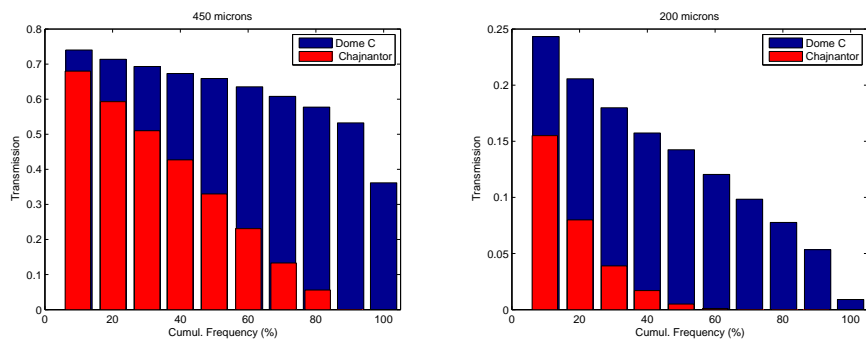 450 microns
0.8
0.7
0.6
0.5
0.4
0.3
0.2
0.1
0
Transmission
Dome C
Chajnantor
0 20 40 60 80 100
Cumul. Frequency (%)
200 microns
0.25
0.2
0.15
0.1
0.05
0
Transmission
Dome C
Chajnantor
0 20 40 60 80 100
Cumul. Frequency (%)